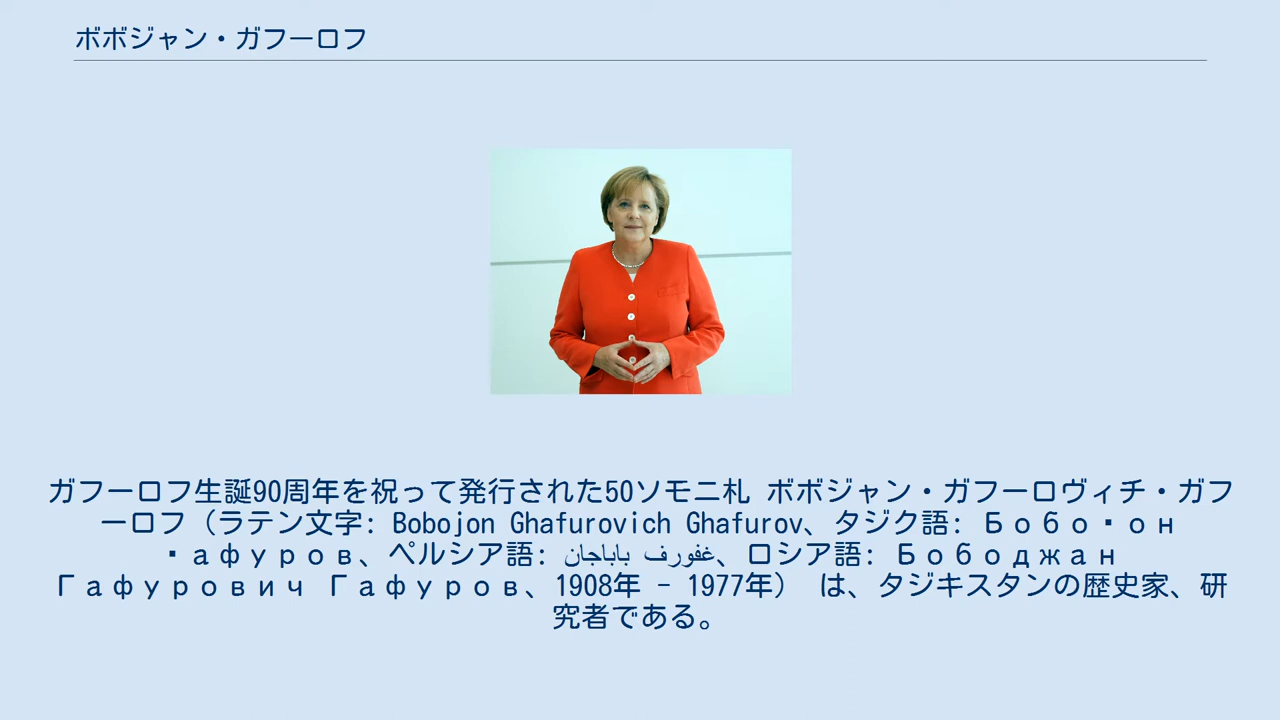 ボボジャン・ガフーロフ
ガフーロフ生誕90周年を祝って発行された50ソモニ札 ボボジャン・ガフーロヴィチ・ガフ
ーロフ（ラテン文字: Bobojon Ghafurovich Ghafurov、タジク語: Бобо・он
・афуров、ペルシア語: غفورف باباجان、ロシア語: Бободжан
Гафурович Гафуров、1908年 - 1977年） は、タジキスタンの歴史家、研
究者である。